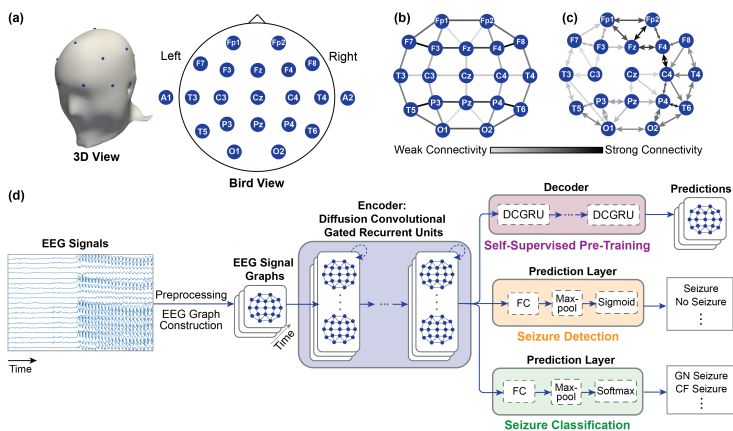 (a)
Left
Right
Fp1 Fp2
F7 F3 Fz F4 F8
A1 T3 C3 Cz C4 T4 A2
T5 P3 Pz P4 T6
O1 O2
3D View
Bird View
(b)
Fp1 Fp2
F7 F3 Fz F4 F8
T3 C3 Cz C4 T4
T5 P3 Pz P4 T6
O1 O2
(c)
Fp1 Fp2
F7 F3 Fz F4 F8
T3 C3 Cz C4 T4
T5 P3 Pz P4 T6
O1 O2
Weak Connectivity
Strong Connectivity
(d)
EEG Signals
Time
Preprocessing
EEG Graph
Construction
EEG Signal
Graphs
Time
Encoder:
Diffusion Convolutional
Gated Recurrent Units
Decoder
DCGRU
DCGRU
Self-Supervised Pre-Training
Predictions
Prediction Layer
FC
Max-
pool
Sigmoid
Seizure Detection
Seizure
No Seizure
Prediction Layer
FC
Max-
pool
Softmax
Seizure Classification
GN Seizure
CF Seizure